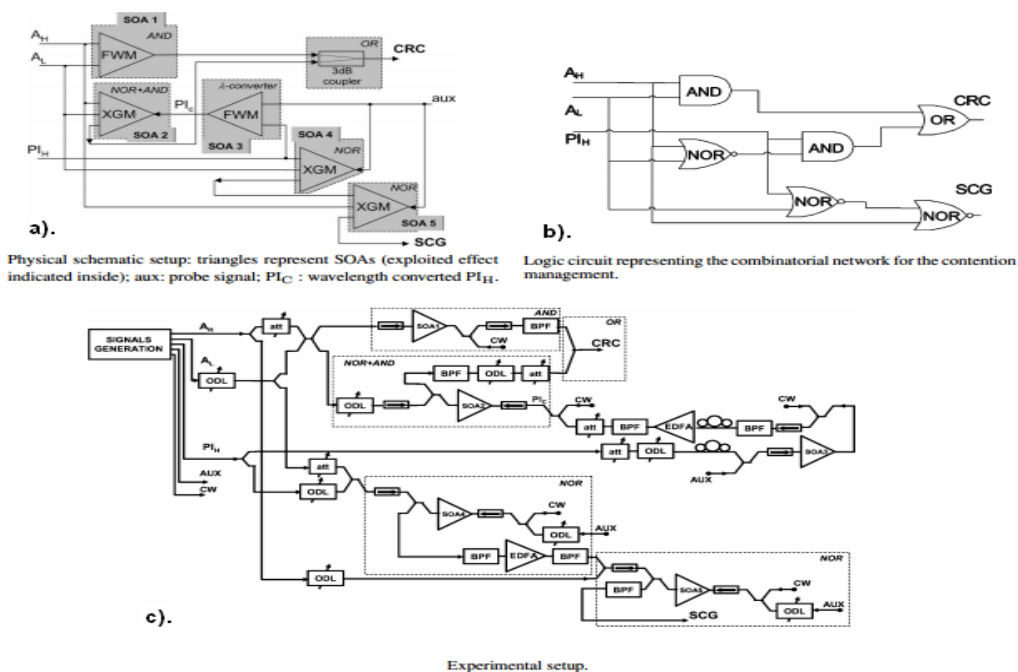 SOA 1
A_H
AND
OR
CRC
A_L
FWM
3dB
coupler
NOR+AND
λ-converter
PI_C
aux
XGM
FWM
SOA 2
SOA 3
SOA 4
NOR
PI_H
XGM
NOR
XGM
SOA 5
a).
SCG
Physical schematic setup: triangles represent SOAs (exploited effect
indicated inside); aux: probe signal; PI_C : wavelength converted PI_H.
A_H
AND
A_L
CRC
OR
PI_H
AND
NOR
SCG
NOR
NOR
b).
Logic circuit representing the combinatorial network for the contention
management.
SIGNALS
GENERATION
A_H
att
SOA1
BPF
AND
OR
CW
CRC
A_L
ODL
NOR+AND
BPF
ODL
att
ODL
SOA2
PI_C
CW
att
BPF
EDFA
BPF
CW
PI_H
att
ODL
AUX
SOA3
AUX
CW
att
ODL
NOR
SOA4
CW
ODL
AUX
BPF
EDFA
BPF
ODL
NOR
BPF
SOA5
CW
ODL
AUX
SCG
c).
Experimental setup.